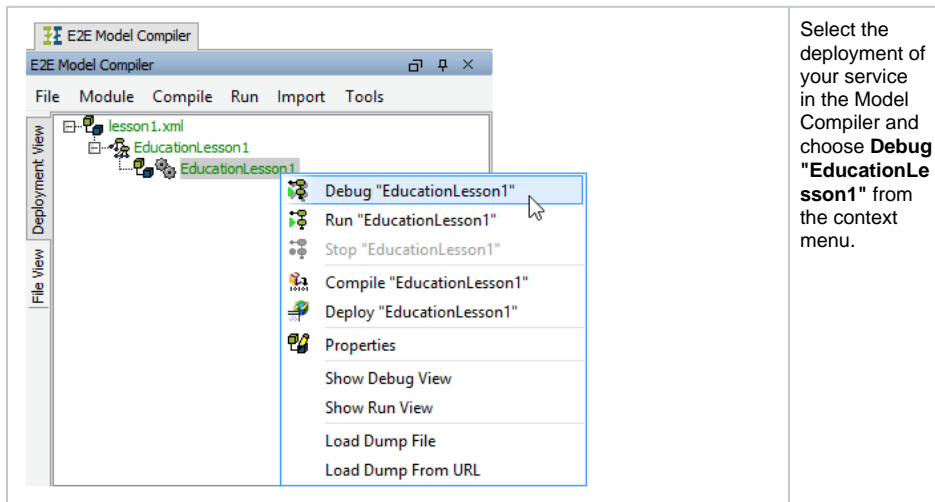 E2E Model Compiler
E2E Model Compiler
File Module Compile Run Import Tools
Deployment View
File View
lesson1.xml
EducationLesson1
EducationLesson1
Debug "EducationLesson1"
Run "EducationLesson1"
Stop "EducationLesson1"
Compile "EducationLesson1"
Deploy "EducationLesson1"
Properties
Show Debug View
Show Run View
Load Dump File
Load Dump From URL
Select the
deployment of
your service
in the Model
Compiler and
choose Debug
"EducationLe
sson1" from
the context
menu.